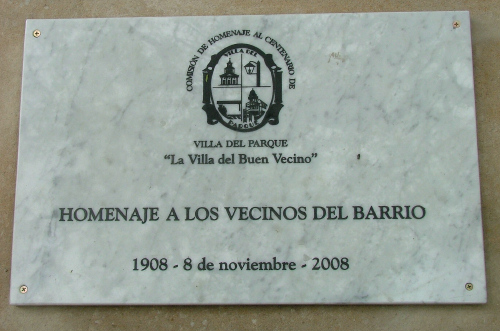 COMISIÓN DE HOMENAJE AL CENTENARIO DE
VILLA DEL
PARQUE
VILLA DEL PARQUE
“La Villa del Buen Vecino”
HOMENAJE A LOS VECINOS DEL BARRIO
1908 - 8 de noviembre - 2008